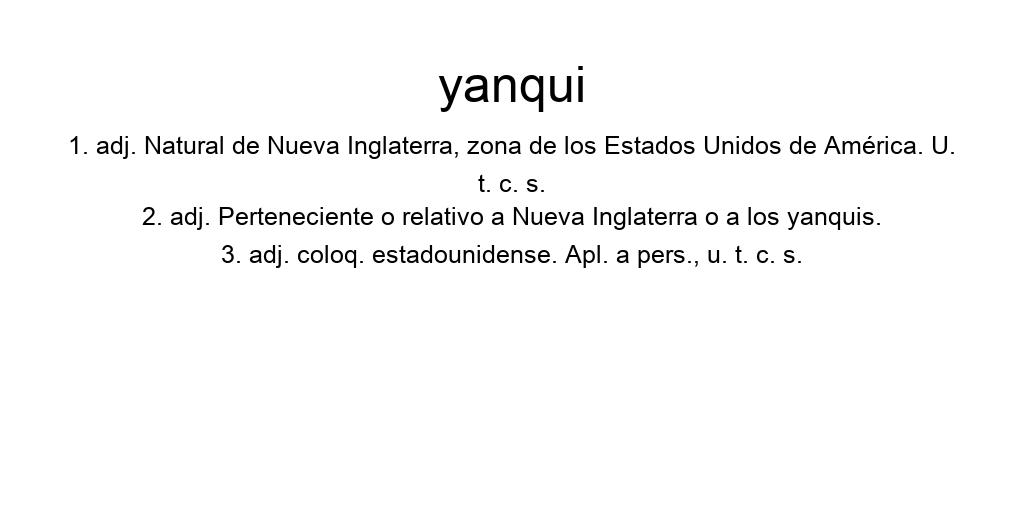 yanqui
1. adj. Natural de Nueva Inglaterra, zona de los Estados Unidos de América. U.
t. c. s.
2. adj. Perteneciente o relativo a Nueva Inglaterra o a los yanquis.
3. adj. coloq. estadounidense. Apl. a pers., u. t. c. s.